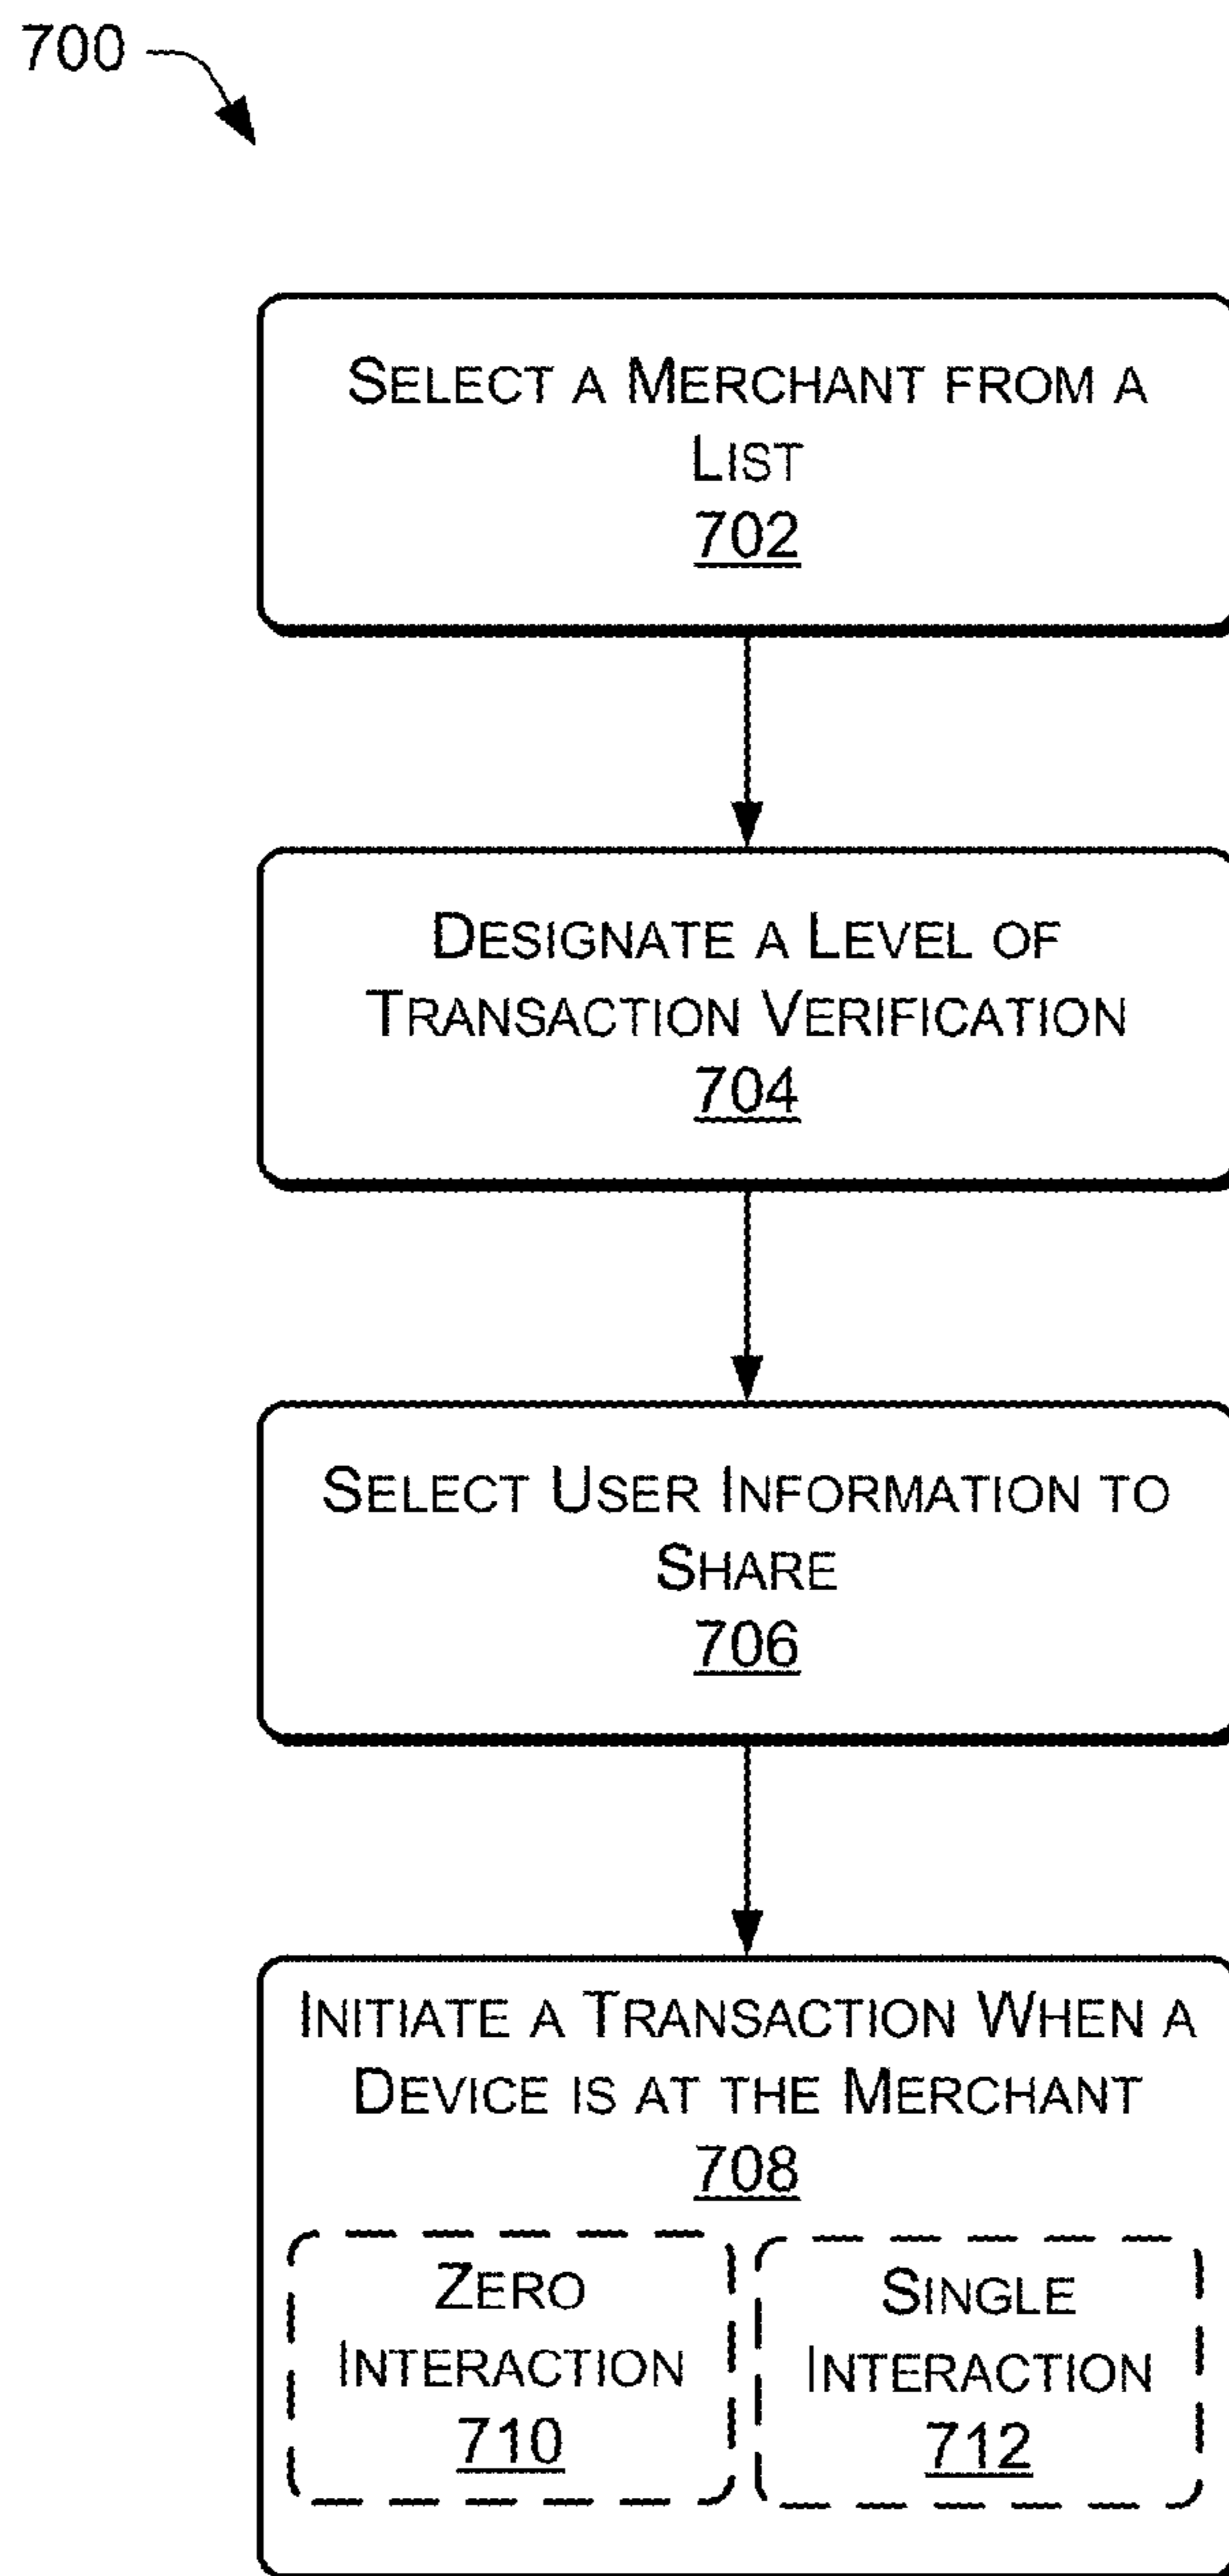 700
SELECT A MERCHANT FROM A
LIST
702
DESIGNATE A LEVEL OF
TRANSACTION VERIFICATION
704
SELECT USER INFORMATION TO
SHARE
706
INITIATE A TRANSACTION WHEN A
DEVICE IS AT THE MERCHANT
708
ZERO
INTERACTION
710
SINGLE
INTERACTION
712